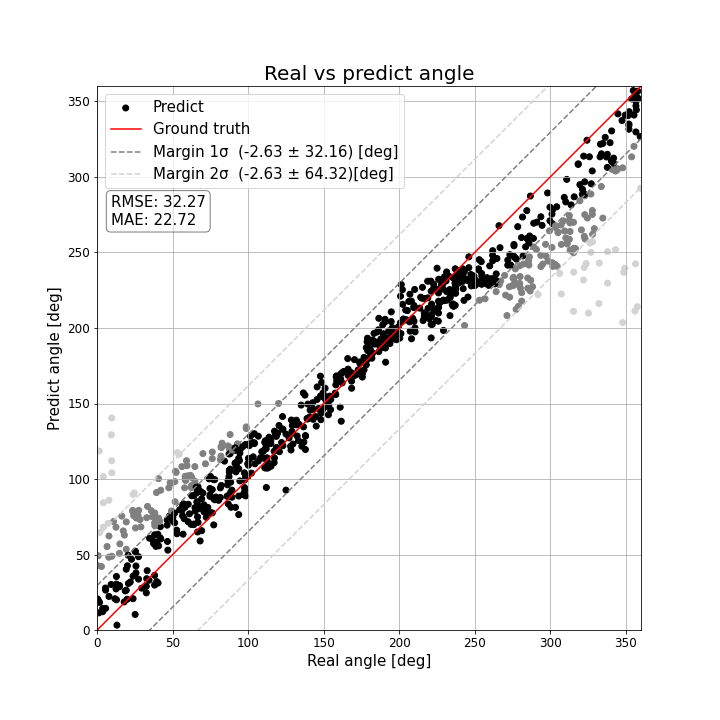 Real vs predict angle
Predict
Ground truth
Margin 1σ  (-2.63 ± 32.16) [deg]
Margin 2σ  (-2.63 ± 64.32)[deg]
RMSE: 32.27
MAE: 22.72
Predict angle [deg]
350
300
250
200
150
100
50
0
0 50 100 150 200 250 300 350
Real angle [deg]